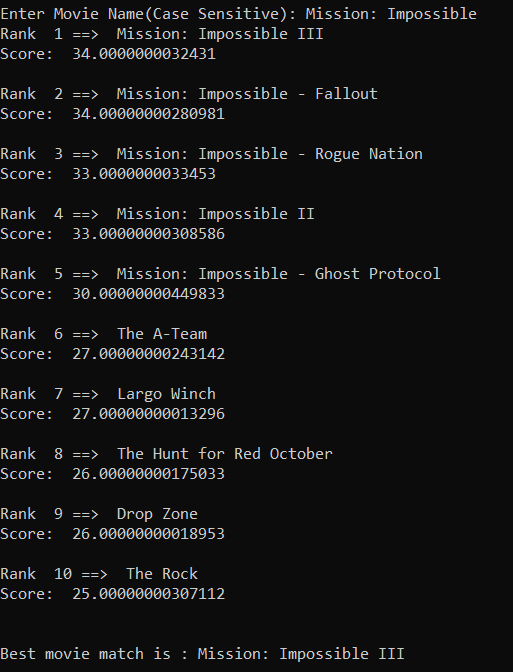 Enter Movie Name(Case Sensitive): Mission: Impossible
Rank  1 ==>  Mission: Impossible III
Score:  34.0000000032431
Rank  2 ==>  Mission: Impossible - Fallout
Score:  34.00000000280981
Rank  3 ==>  Mission: Impossible - Rogue Nation
Score:  33.0000000033453
Rank  4 ==>  Mission: Impossible II
Score:  33.00000000308586
Rank  5 ==>  Mission: Impossible - Ghost Protocol
Score:  30.00000000449833
Rank  6 ==>  The A-Team
Score:  27.00000000243142
Rank  7 ==>  Largo Winch
Score:  27.00000000013296
Rank  8 ==>  The Hunt for Red October
Score:  26.00000000175033
Rank  9 ==>  Drop Zone
Score:  26.00000000018953
Rank  10 ==>  The Rock
Score:  25.00000000307112
Best movie match is : Mission: Impossible III